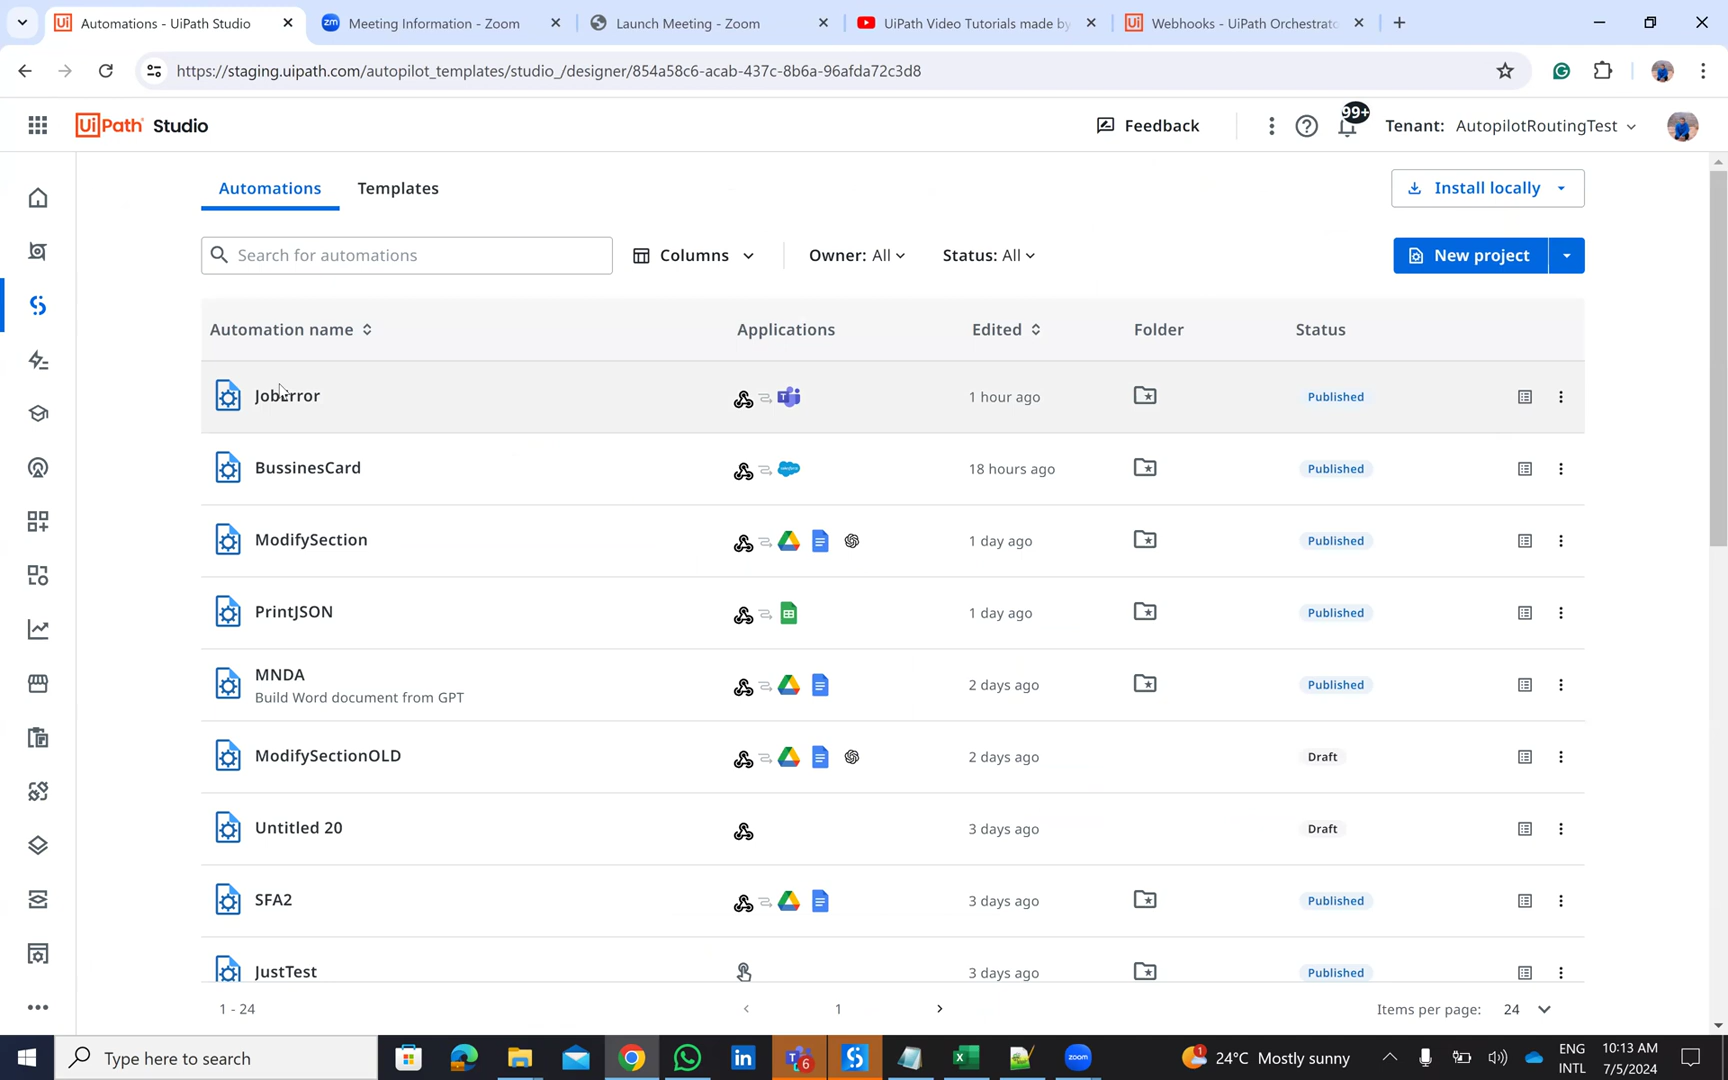 Automations - UiPath Studio
Meeting Information - Zoom
Launch Meeting - Zoom
UiPath Video Tutorials made by
Webhooks - UiPath Orchestrato
https://staging.uipath.com/autopilot_templates/studio_/designer/854a58c6-acab-437c-8b6a-96afda72c3d8
UiPath Studio
Feedback
99+
Tenant: AutopilotRoutingTest
Automations
Templates
Install locally
Search for automations
Columns
Owner: All
Status: All
New project
Automation name
Applications
Edited
Folder
Status
JobError
1 hour ago
Published
BussinesCard
18 hours ago
Published
ModifySection
1 day ago
Published
PrintJSON
1 day ago
Published
MNDA
Build Word document from GPT
2 days ago
Published
ModifySectionOLD
2 days ago
Draft
Untitled 20
3 days ago
Draft
SFA2
3 days ago
Published
JustTest
3 days ago
Published
1 - 24
1
Items per page: 24
Type here to search
6
zoom
1
24°C Mostly sunny
ENG
INTL
10:13 AM
7/5/2024